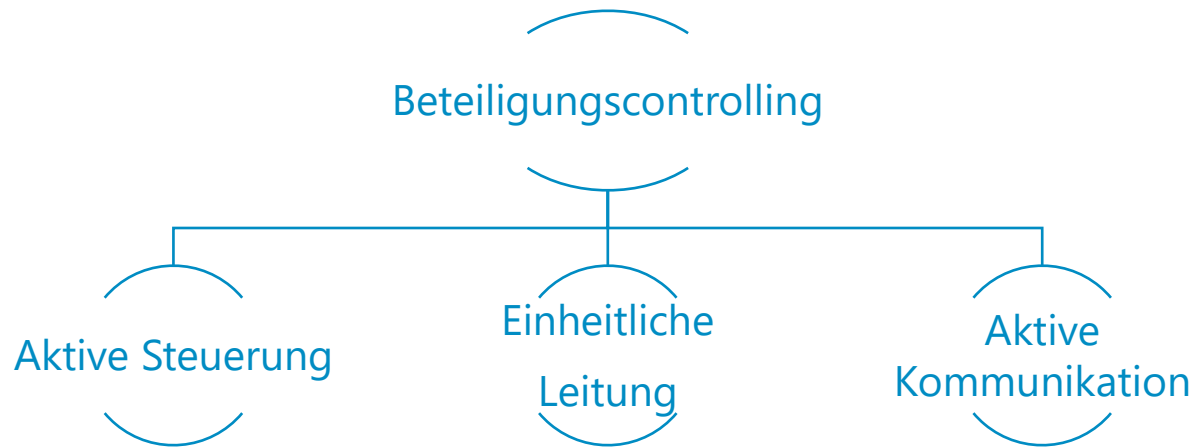 Beteiligungscontrolling
Aktive Steuerung
Einheitliche
Leitung
Aktive
Kommunikation